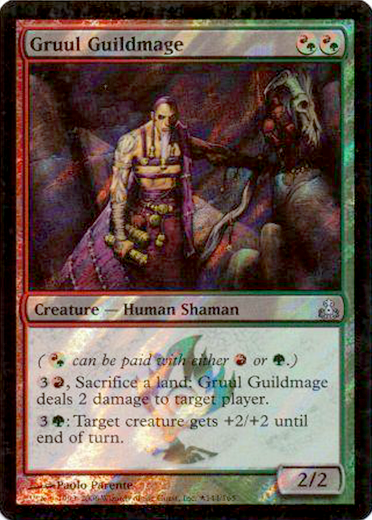 Gruul Guildmage
Creature — Human Shaman
( can be paid with either or .)
3 , Sacrifice a land: Gruul Guildmage
deals 2 damage to target player.
3 : Target creature gets +2/+2 until
end of turn.
Paolo Parente
2/2